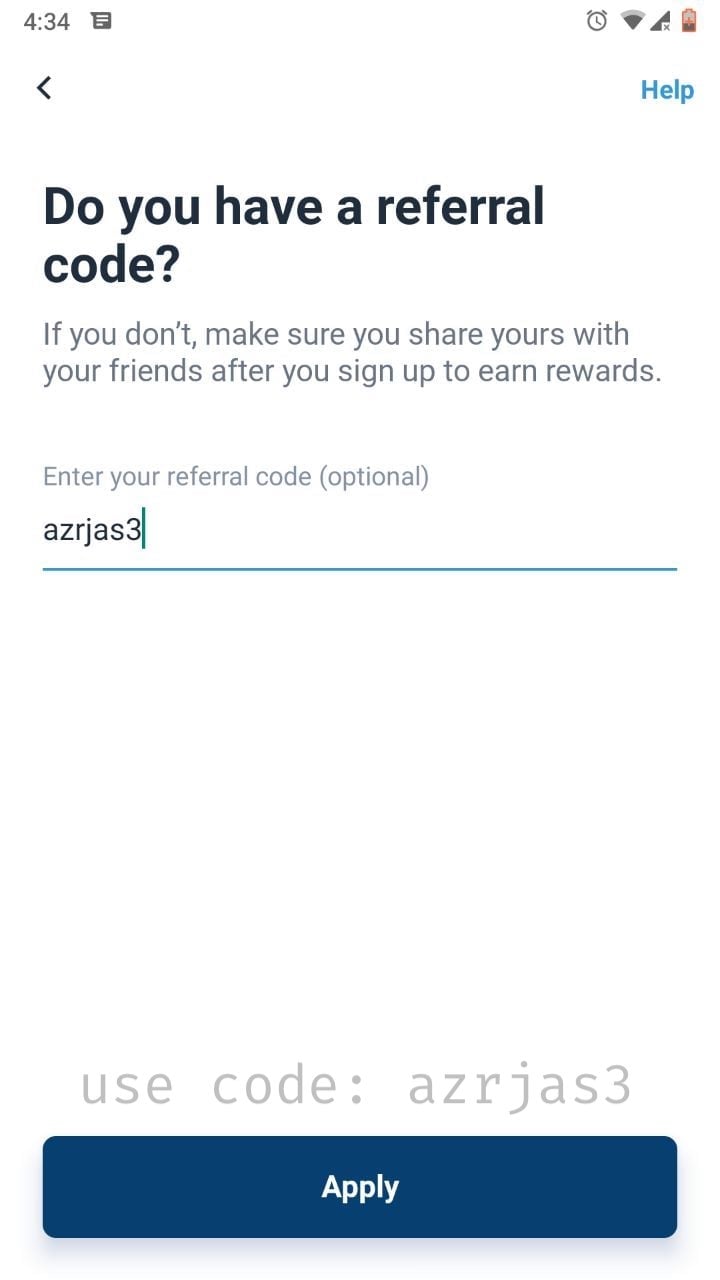 4:34
Help
Do you have a referral
code?
If you don’t, make sure you share yours with
your friends after you sign up to earn rewards.
Enter your referral code (optional)
azrjas3
use code: azrjas3
Apply